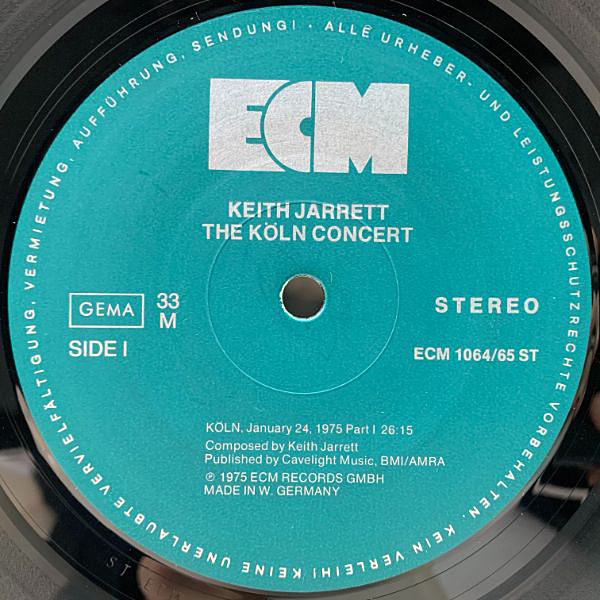 ALLE URHEBER- UND LEISTUNGSSCHUTZRECHTE VORBEHALTEN. KEIN VERLEIH! KEINE UNERLAUBTE VERVIELFÄLTIGUNG, VERMIETUNG, AUFFÜHRUNG, SENDUNG! ·
ECM
KEITH JARRETT
THE KÖLN CONCERT
GEMA
33
M
STEREO
SIDE I
ECM 1064/65 ST
KÖLN, January 24, 1975 Part I 26:15
Composed by Keith Jarrett
Published by Cavelight Music, BMI/AMRA
℗ 1975 ECM RECORDS GMBH
MADE IN W. GERMANY